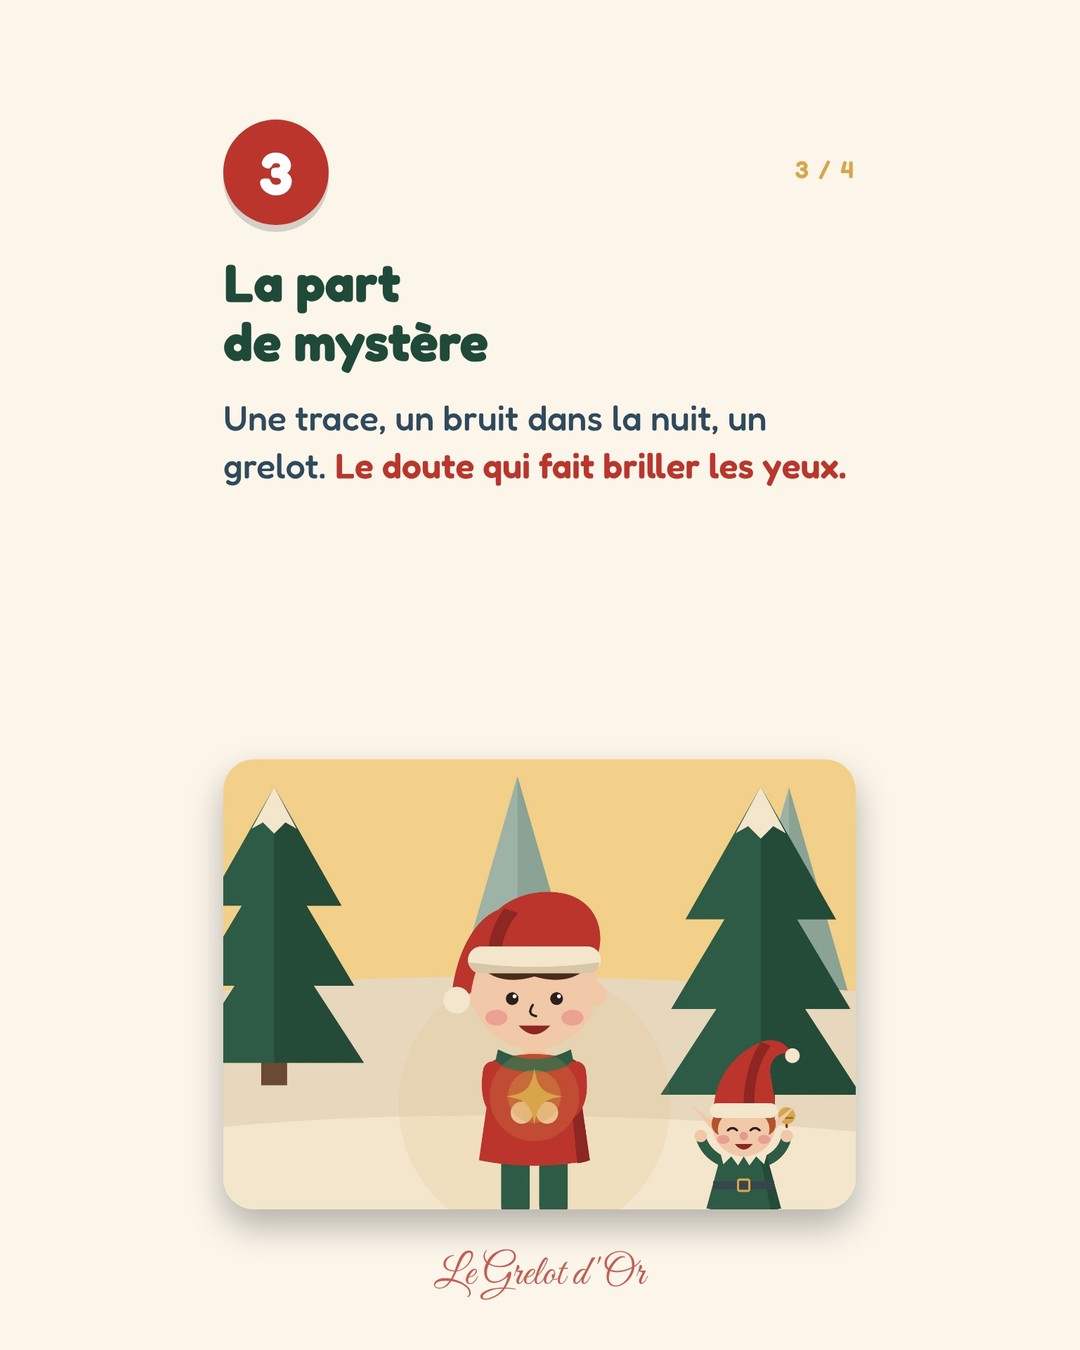 3
3 / 4
La part
de mystère
Une trace, un bruit dans la nuit, un
grelot. Le doute qui fait briller les yeux.
Le Grelot d'Or